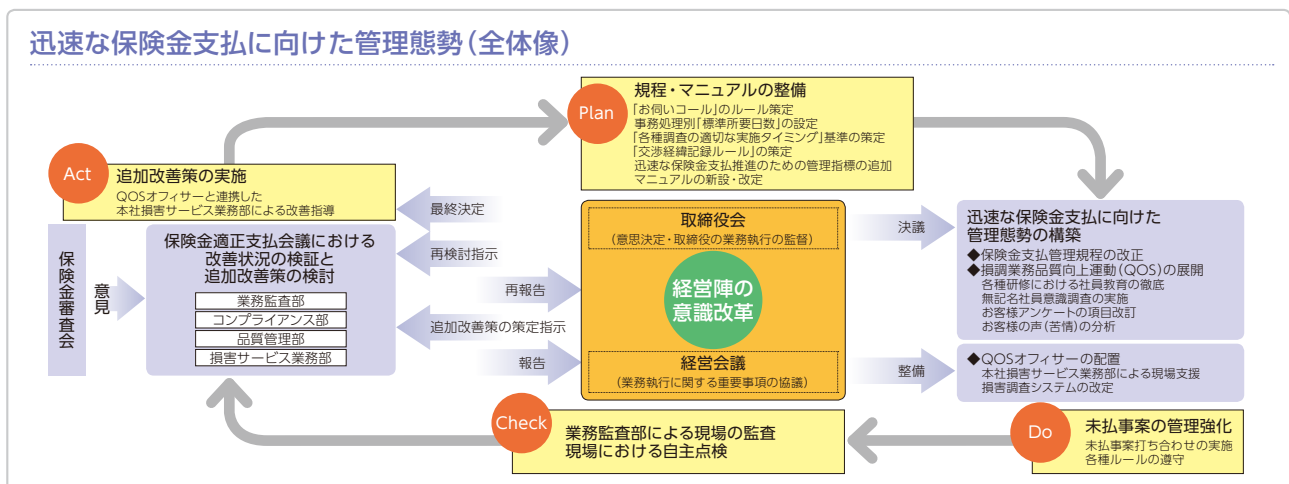 迅速な保険金支払に向けた管理態勢(全体像)
Plan
規程・マニュアルの整備
「お伺いコール」のルール策定
事務処理別「標準所要日数」の設定
「各種調査の適切な実施タイミング」基準の策定
「交渉経緯記録ルール」の策定
迅速な保険金支払推進のための管理指標の追加
マニュアルの新設・改定
Act
追加改善策の実施
QOSオフィサーと連携した
本社損害サービス業務部による改善指導
保険金審査会
意見
保険金適正支払会議における
改善状況の検証と
追加改善策の検討
業務監査部
コンプライアンス部
品質管理部
損害サービス業務部
最終決定
再検討指示
再報告
追加改善策の策定指示
報告
取締役会
(意思決定・取締役の業務執行の監督)
経営陣の
意識改革
経営会議
(業務執行に関する重要事項の協議)
決議
整備
迅速な保険金支払に向けた
管理態勢の構築
◆保険金支払管理規程の改正
◆損調業務品質向上運動(QOS)の展開
各種研修における社員教育の徹底
無記名社員意識調査の実施
お客様アンケートの項目改訂
お客様の声(苦情)の分析
◆QOSオフィサーの配置
本社損害サービス業務部による現場支援
損害調査システムの改定
Check
業務監査部による現場の監査
現場における自主点検
Do
未払事案の管理強化
未払事案打ち合わせの実施
各種ルールの遵守